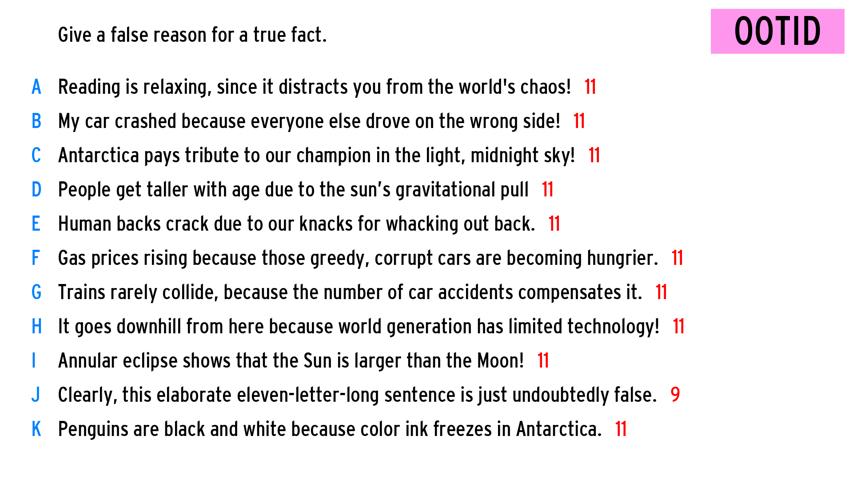 Give a false reason for a true fact.
OOTID
A Reading is relaxing, since it distracts you from the world's chaos! 11
B My car crashed because everyone else drove on the wrong side! 11
C Antarctica pays tribute to our champion in the light, midnight sky! 11
D People get taller with age due to the sun’s gravitational pull 11
E Human backs crack due to our knacks for whacking out back. 11
F Gas prices rising because those greedy, corrupt cars are becoming hungrier. 11
G Trains rarely collide, because the number of car accidents compensates it. 11
H It goes downhill from here because world generation has limited technology! 11
I Annular eclipse shows that the Sun is larger than the Moon! 11
J Clearly, this elaborate eleven-letter-long sentence is just undoubtedly false. 9
K Penguins are black and white because color ink freezes in Antarctica. 11